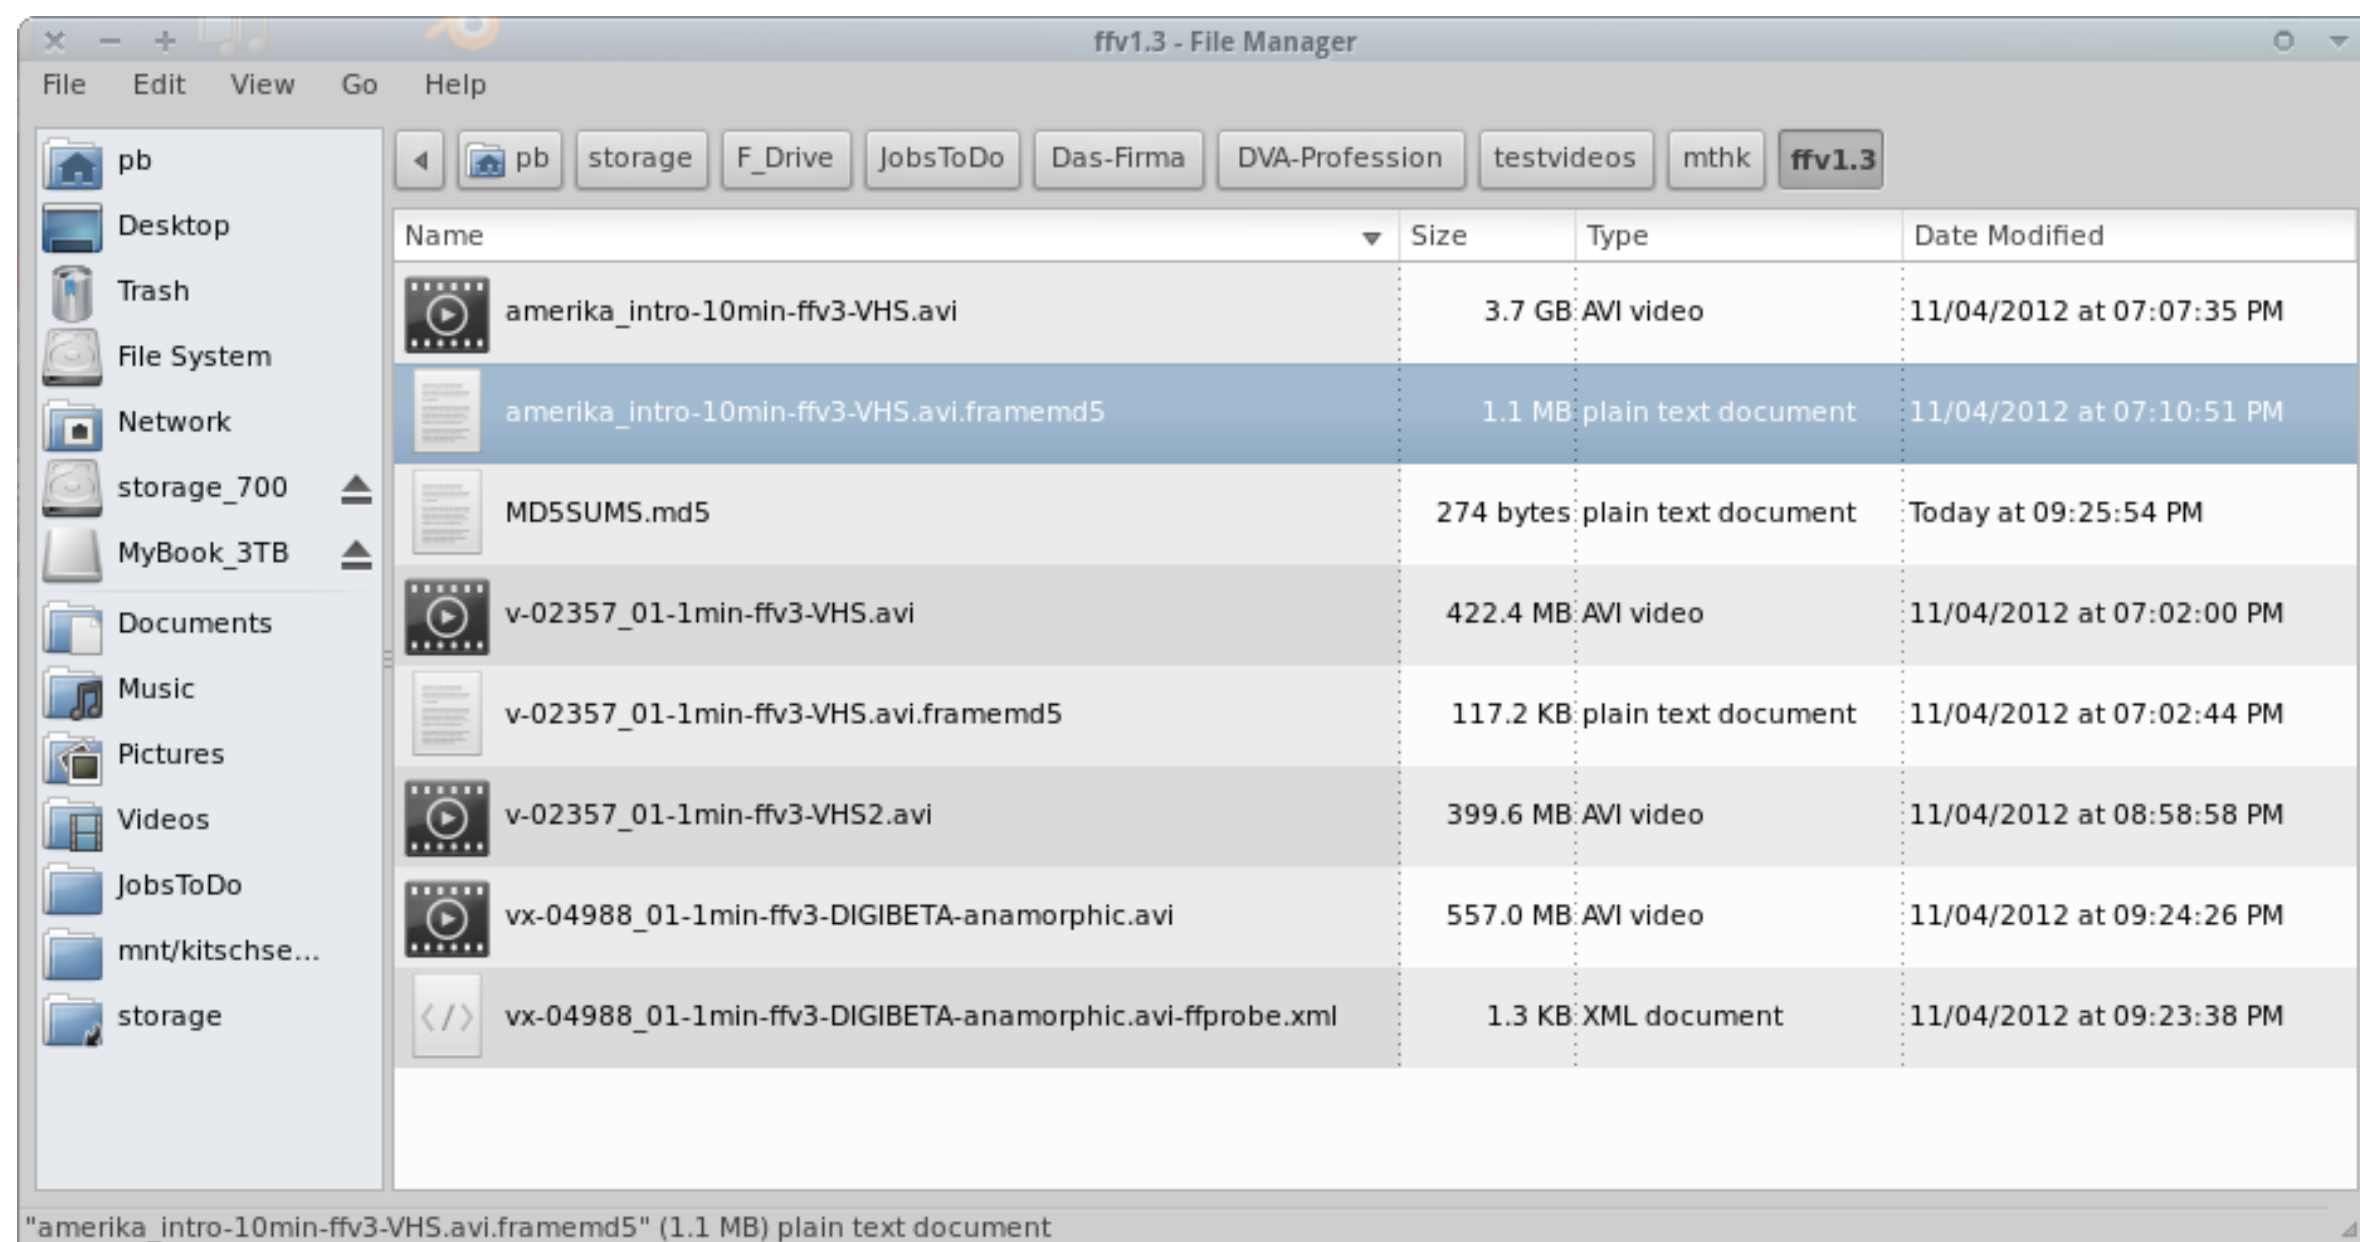 ffv1.3 - File Manager
File Edit View Go Help
pb
Desktop
Trash
File System
Network
storage_700
MyBook_3TB
Documents
Music
Pictures
Videos
JobsToDo
mnt/kitschse...
storage
pb storage F_Drive JobsToDo Das-Firma DVA-Profession testvideos mthk ffv1.3
Name Size Type Date Modified
amerika_intro-10min-ffv3-VHS.avi 3.7 GB AVI video 11/04/2012 at 07:07:35 PM
amerika_intro-10min-ffv3-VHS.avi.framemd5 1.1 MB plain text document 11/04/2012 at 07:10:51 PM
MD5SUMS.md5 274 bytes plain text document Today at 09:25:54 PM
v-02357_01-1min-ffv3-VHS.avi 422.4 MB AVI video 11/04/2012 at 07:02:00 PM
v-02357_01-1min-ffv3-VHS.avi.framemd5 117.2 KB plain text document 11/04/2012 at 07:02:44 PM
v-02357_01-1min-ffv3-VHS2.avi 399.6 MB AVI video 11/04/2012 at 08:58:58 PM
vx-04988_01-1min-ffv3-DIGIBETA-anamorphic.avi 557.0 MB AVI video 11/04/2012 at 09:24:26 PM
vx-04988_01-1min-ffv3-DIGIBETA-anamorphic.avi-ffprobe.xml 1.3 KB XML document 11/04/2012 at 09:23:38 PM
"amerika_intro-10min-ffv3-VHS.avi.framemd5" (1.1 MB) plain text document